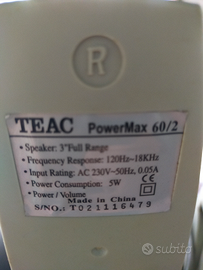 R
TEAC PowerMax 60/2
• Speaker: 3"Full Range
• Frequency Response: 120Hz~18KHz
• Input Rating: AC 230V~50Hz, 0.05A
• Power Consumption: 5W
• Power / Volume
Made in China
S/NO.: T021116479
subito